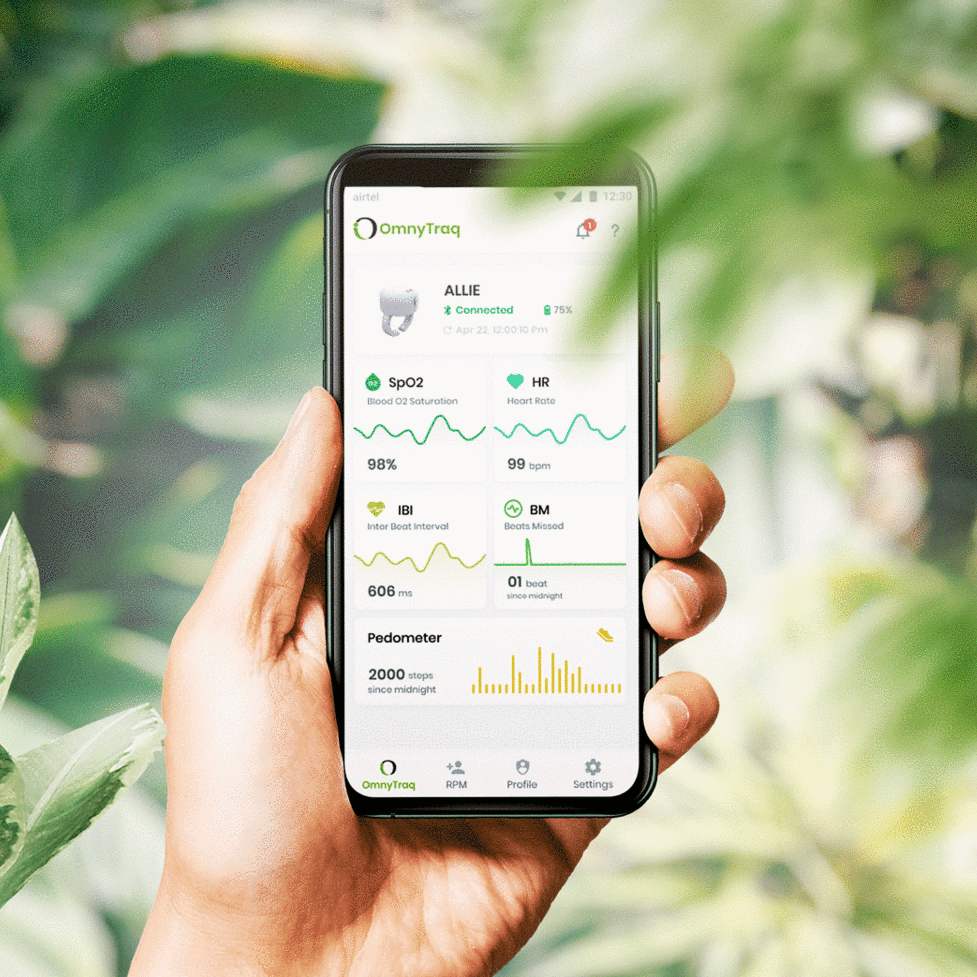 airtel 12:30
OmnyTraq 1 ?
ALLIE
Connected 75%
Apr 22, 12:00:10 Pm
O2 SpO2
Blood O2 Saturation
98%
HR
Heart Rate
99 bpm
IBI
Inter Beat Interval
606 ms
BM
Beats Missed
01 beat
since midnight
Pedometer
2000 steps
since midnight
OmnyTraq RPM Profile Settings